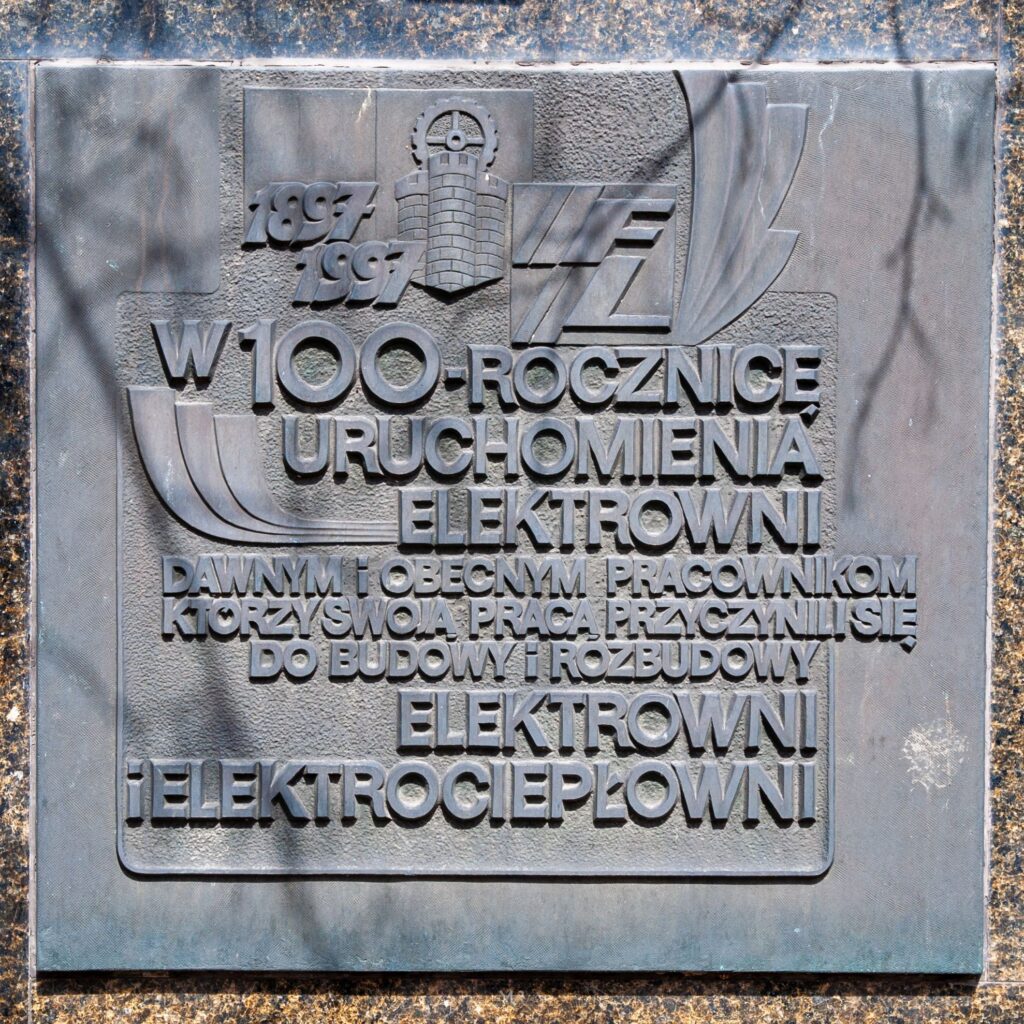 1897
1997
W 100-ROCZNICĘ
URUCHOMIENIA
ELEKTROWNI
DAWNYM i OBECNYM PRACOWNIKOM
KTÓRZY SWOJĄ PRACĄ PRZYCZYNILI SIĘ
DO BUDOWY i ROZBUDOWY
ELEKTROWNI
i ELEKTROCIEPŁOWNI